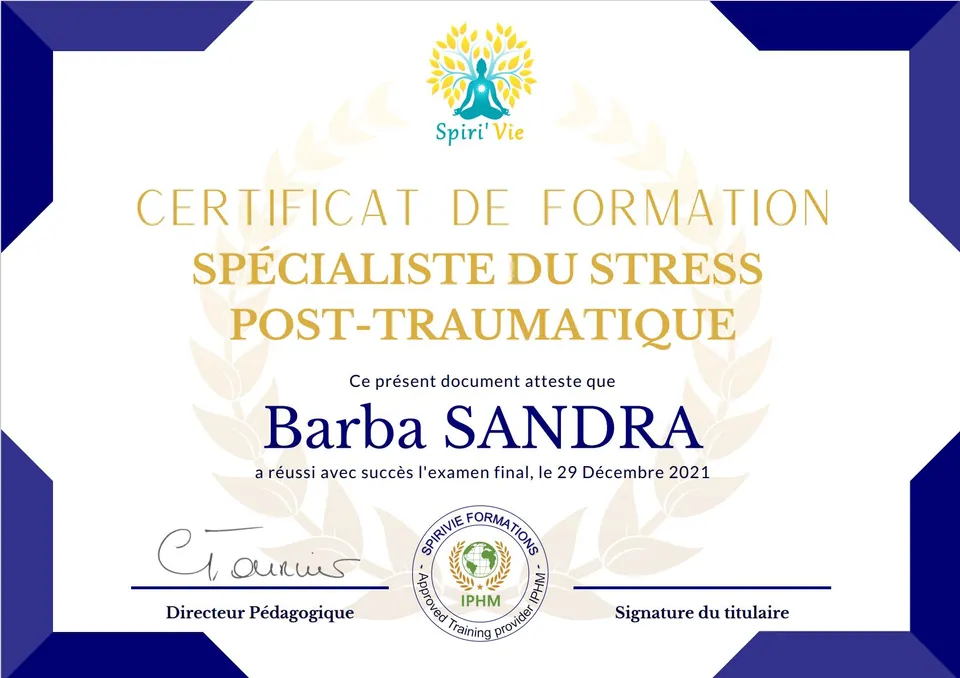 Spiri'Vie
CERTIFICAT DE FORMATION
SPÉCIALISTE DU STRESS
POST-TRAUMATIQUE
Ce présent document atteste que
Barba SANDRA
a réussi avec succès l'examen final, le 29 Décembre 2021
- SPIRIVIE FORMATIONS -
IPHM
Approved Training provider IPHM
Directeur Pédagogique
Signature du titulaire